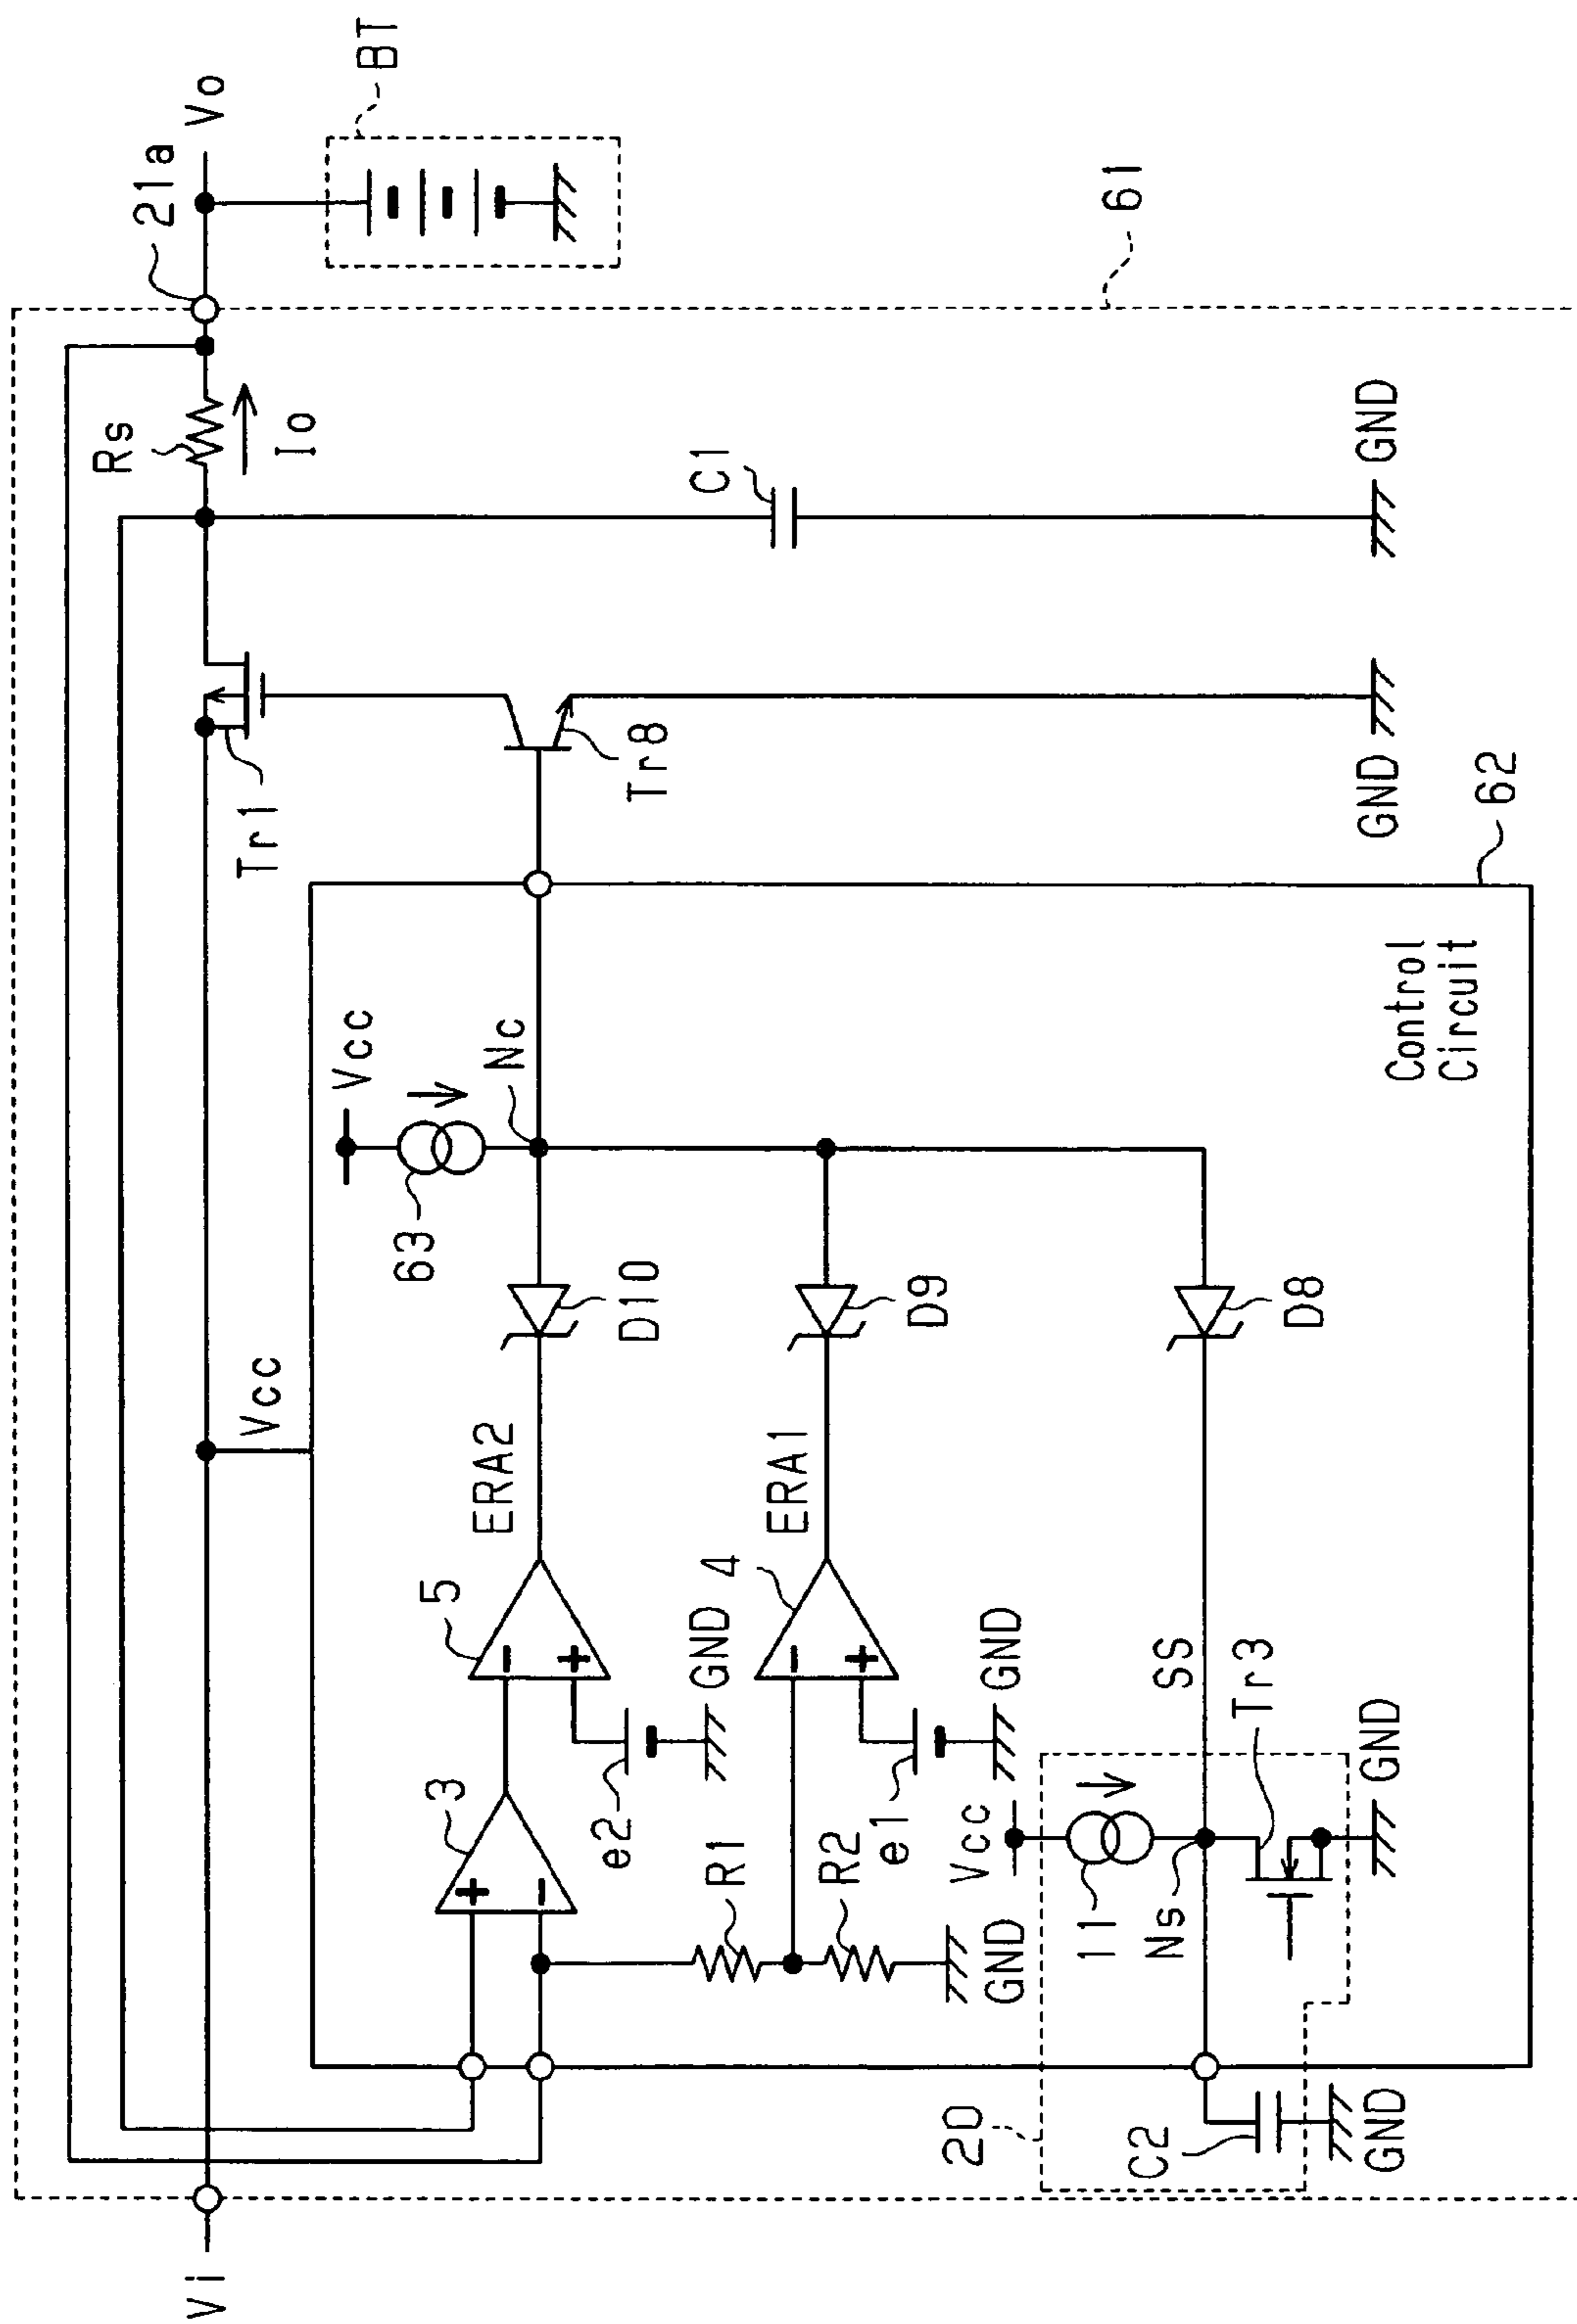 Vi
Vo
21a
BT
61
Rs
Io
C1
GND
Tr1
Tr8
GND
62
Vcc
Vcc
63
Nc
Control
Circuit
D10
D9
D8
ERA2
ERA1
5
4
3
-
+
-
+
+
-
e2
GND
e1
GND
R1
R2
GND
SS
Tr3
Vcc
11
Ns
GND
20
C2
GND